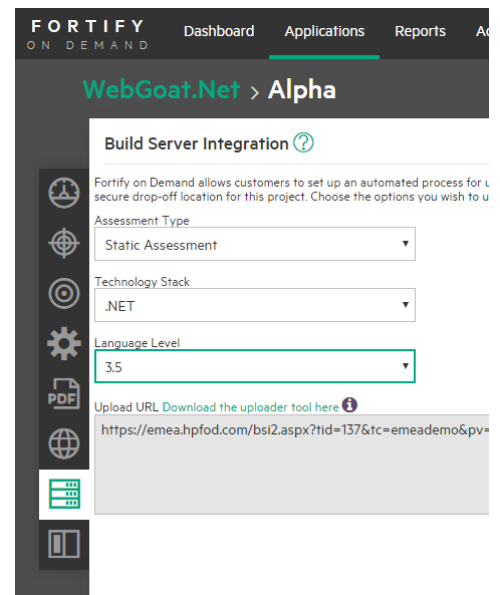 FORTIFY
ON DEMAND
Dashboard Applications Reports
WebGoat.Net > Alpha
Build Server Integration ?
Fortify on Demand allows customers to set up an automated process for
secure drop-off location for this project. Choose the options you wish to
Assessment Type
Static Assessment
Technology Stack
.NET
Language Level
3.5
PDF
Upload URL Download the uploader tool here i
https://emea.hpfod.com/bsi2.aspx?tid=137&tc=emeademo&pv=